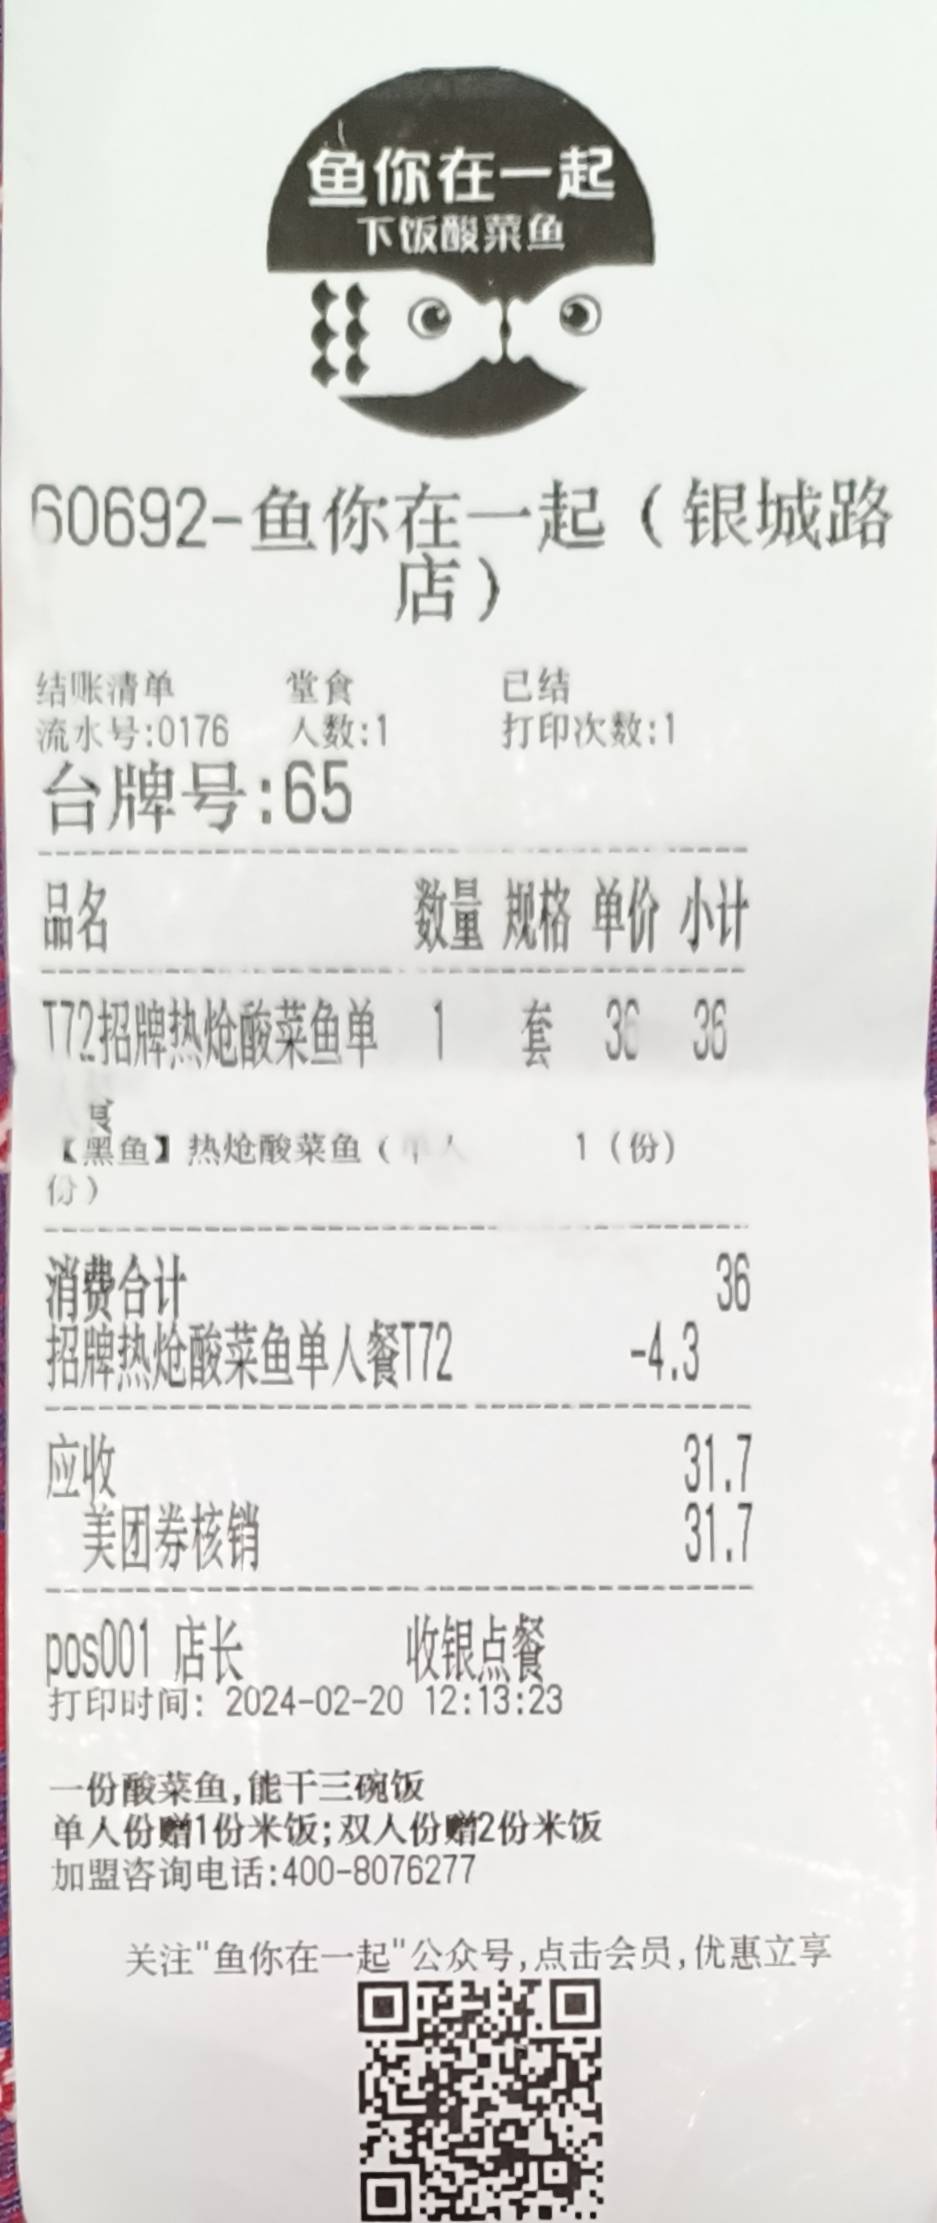 鱼你在一起
下饭酸菜鱼
60692-鱼你在一起(银城路
店)
结账清单 堂食 已结
流水号:0176 人数:1 打印次数:1
台牌号:65
品名 数量 规格 单价 小计
T72招牌热炝酸菜鱼单 1 套 36 36
【黑鱼】热炝酸菜鱼(单人 1(份)
份)
消费合计 36
招牌热炝酸菜鱼单人餐T72 -4.3
应收 31.7
美团券核销 31.7
pos001 店长 收银点餐
打印时间: 2024-02-20 12:13:23
一份酸菜鱼,能干三碗饭
单人份赠1份米饭;双人份赠2份米饭
加盟咨询电话:400-8076277
关注"鱼你在一起"公众号,点击会员,优惠立享